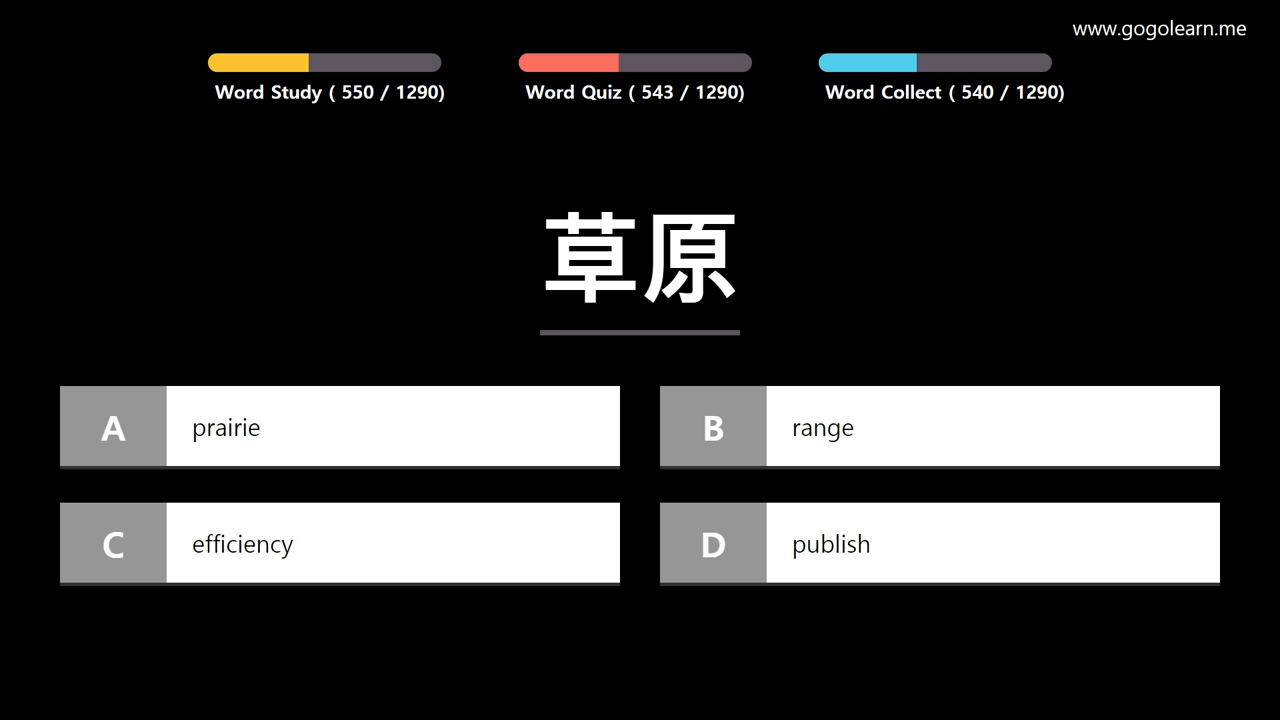 www.gogolearn.me
Word Study ( 550 / 1290)
Word Quiz ( 543 / 1290)
Word Collect ( 540 / 1290)
草原
A prairie
B range
C efficiency
D publish